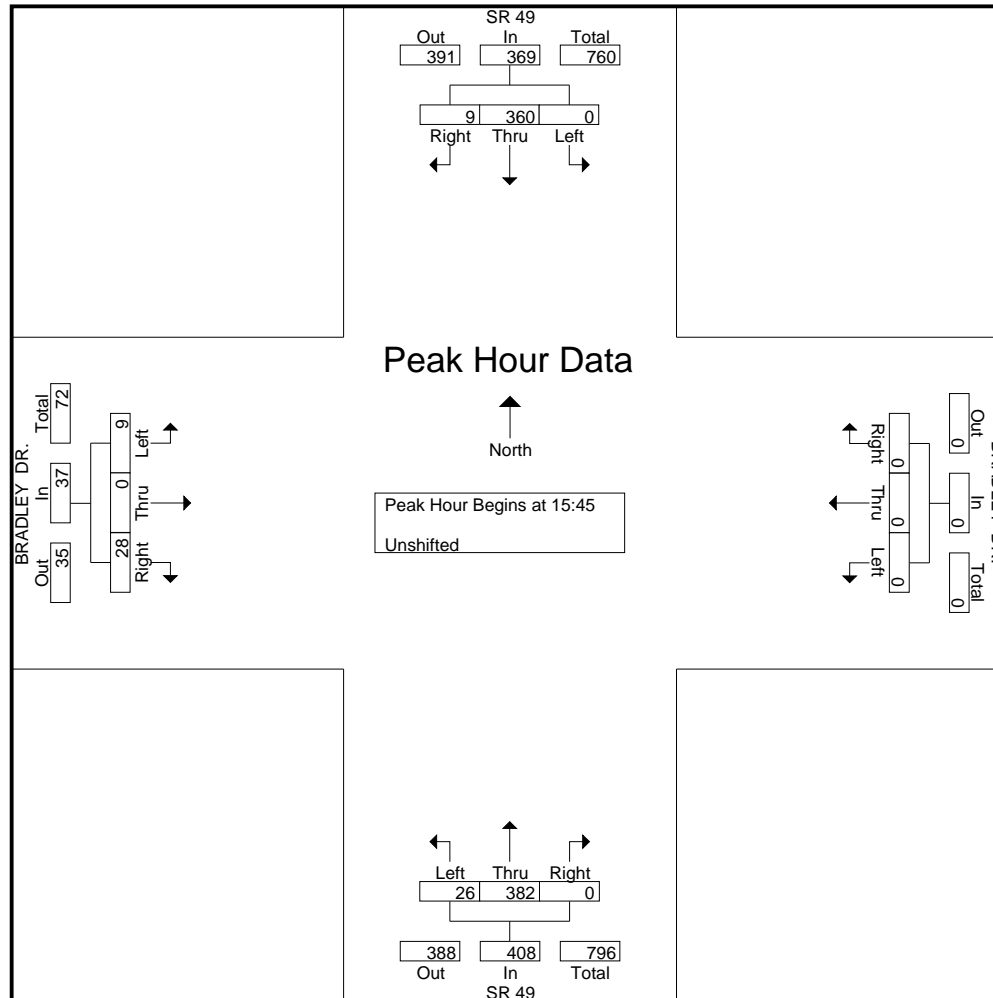 SR 49
Out In Total
391 369 760
9 360 0
Right Thru Left
Peak Hour Data
North
Peak Hour Begins at 15:45
Unshifted
BRADLEY DR.
Total In Out
72 37 35
9 0 28
Left Thru Right
Right Thru Left
0 0 0
Out In Total
0 0 0
Left Thru Right
26 382 0
388 408 796
Out In Total
SR 49